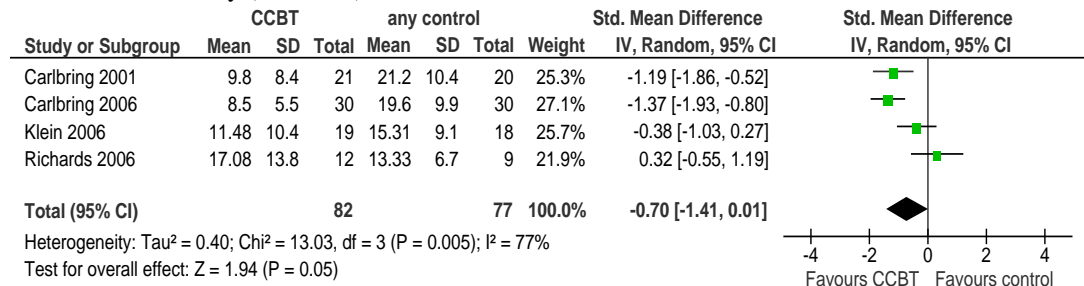 CCBT any control Std. Mean Difference Std. Mean Difference
Study or Subgroup Mean SD Total Mean SD Total Weight IV, Random, 95% CI IV, Random, 95% CI
Carlbring 2001 9.8 8.4 21 21.2 10.4 20 25.3% -1.19 [-1.86, -0.52]
Carlbring 2006 8.5 5.5 30 19.6 9.9 30 27.1% -1.37 [-1.93, -0.80]
Klein 2006 11.48 10.4 19 15.31 9.1 18 25.7% -0.38 [-1.03, 0.27]
Richards 2006 17.08 13.8 12 13.33 6.7 9 21.9% 0.32 [-0.55, 1.19]
Total (95% CI) 82 77 100.0% -0.70 [-1.41, 0.01]
Heterogeneity: Tau² = 0.40; Chi² = 13.03, df = 3 (P = 0.005); I² = 77%
Test for overall effect: Z = 1.94 (P = 0.05)
-4 -2 0 2 4
Favours CCBT Favours control